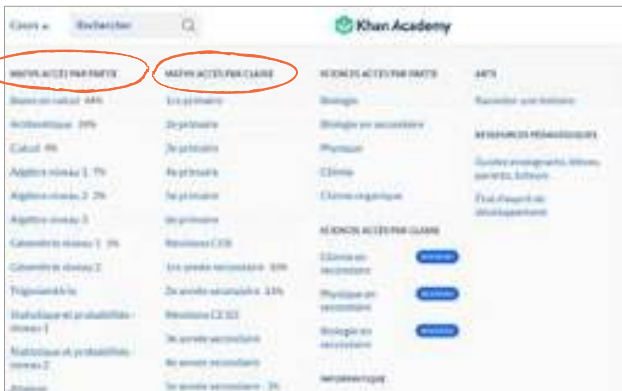 Cours Rechercher Khan Academy
MATHS ACCÈS PAR PARTIE
Bases en calcul 44%
Arithmétique
Calcul
Algèbre niveau 1 7%
Algèbre niveau 2 2%
Algèbre niveau 3
Géométrie niveau 1
Géométrie niveau 2
Trigonométrie
Statistique et probabilités -
niveau 1
Statistique et probabilités -
niveau 2
MATHS ACCÈS PAR CLASSE
1re primaire
2e primaire
3e primaire
4e primaire
5e primaire
6e primaire
Révisions
1re année secondaire
2e année secondaire
Révisions
3e année secondaire
4e année secondaire
5e année secondaire
SCIENCES ACCÈS PAR PARTIE
Biologie
Biologie en secondaire
Physique
Chimie
Chimie organique
SCIENCES ACCÈS PAR CLASSE
Chimie en
secondaire
Physique en
secondaire
Biologie en
secondaire
INFORMATIQUE
ARTS
Raconter une histoire
RESSOURCES PÉDAGOGIQUES
Guides enseignants, élèves,
parents, tuteurs
État d'esprit de
développement